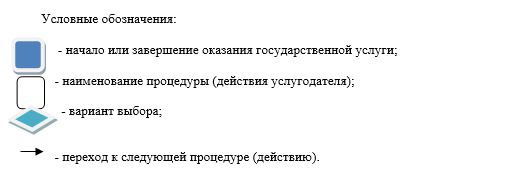 Условные обозначения:
- начало или завершение оказания государственной услуги;
- наименование процедуры (действия услугодателя);
- вариант выбора;
- переход к следующей процедуре (действию).